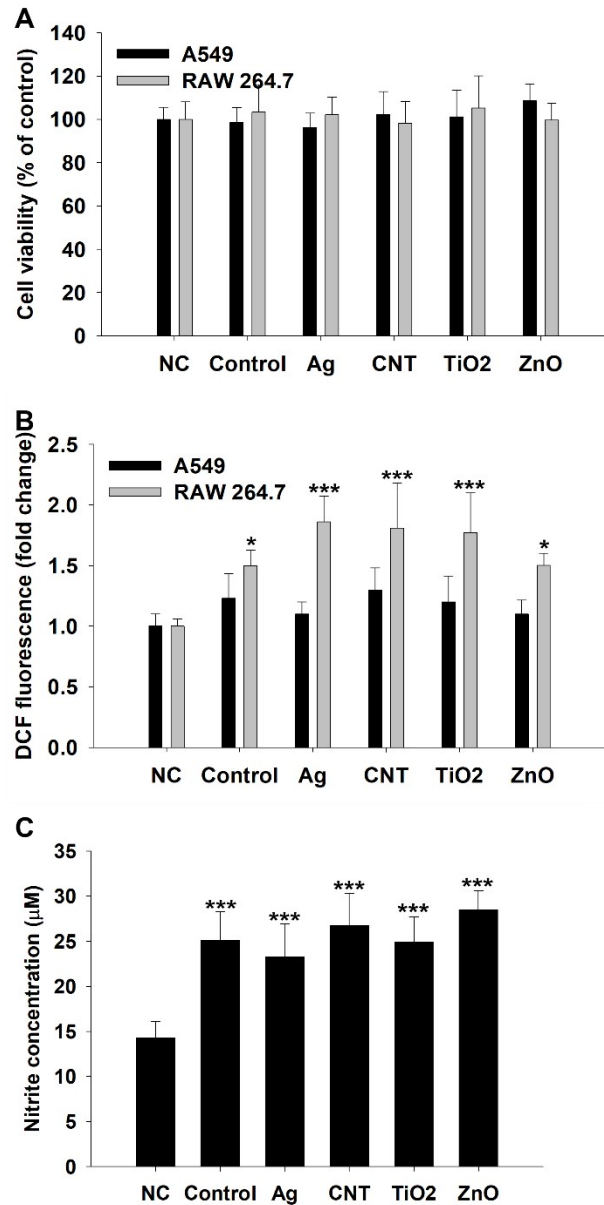 A
Cell viability (% of control)
140
120
100
80
60
40
20
0
A549
RAW 264.7
NC Control Ag CNT TiO2 ZnO
B
DCF fluorescence (fold change)
2.5
2.0
1.5
1.0
0.5
0.0
A549
RAW 264.7
* *** *** *** *
NC Control Ag CNT TiO2 ZnO
C
Nitrite concentration (μM)
35
30
25
20
15
10
5
0
*** *** *** *** ***
NC Control Ag CNT TiO2 ZnO